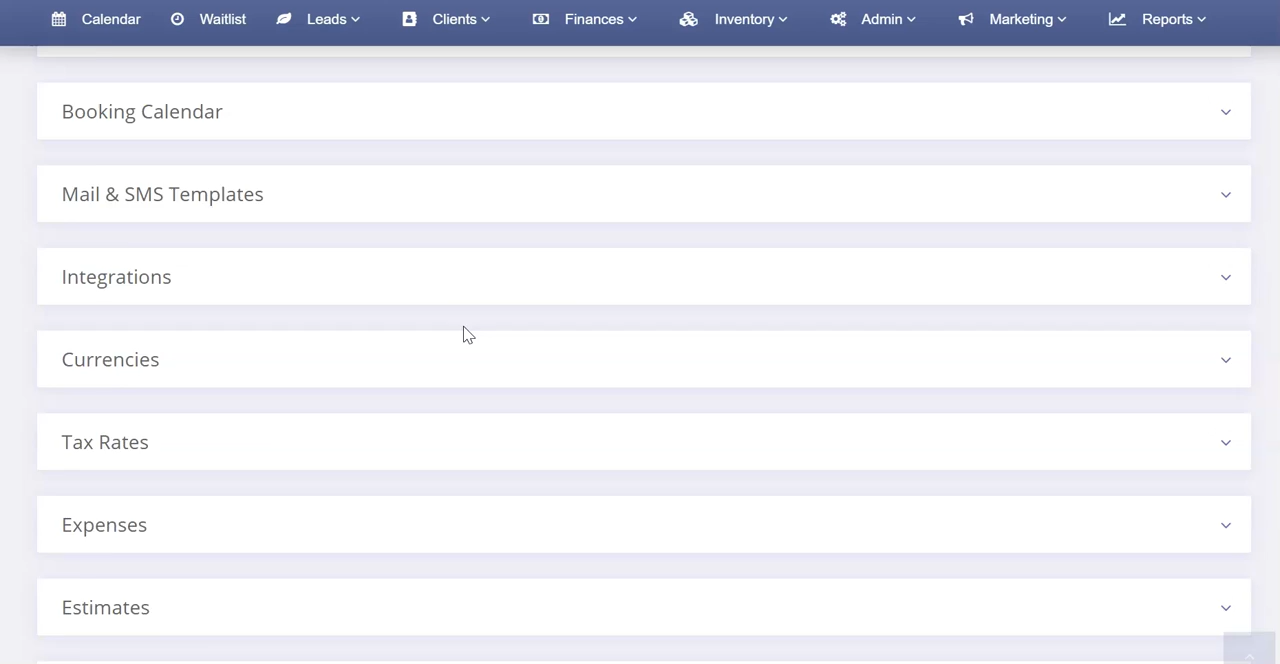 Calendar Waitlist Leads Clients Finances Inventory Admin Marketing Reports
Booking Calendar
Mail & SMS Templates
Integrations
Currencies
Tax Rates
Expenses
Estimates